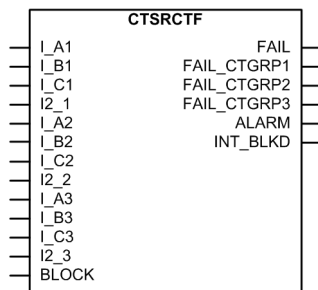 CTSRCTF
I_A1
I_B1
I_C1
I2_1
I_A2
I_B2
I_C2
I2_2
I_A3
I_B3
I_C3
I2_3
BLOCK
FAIL
FAIL_CTGRP1
FAIL_CTGRP2
FAIL_CTGRP3
ALARM
INT_BLKD